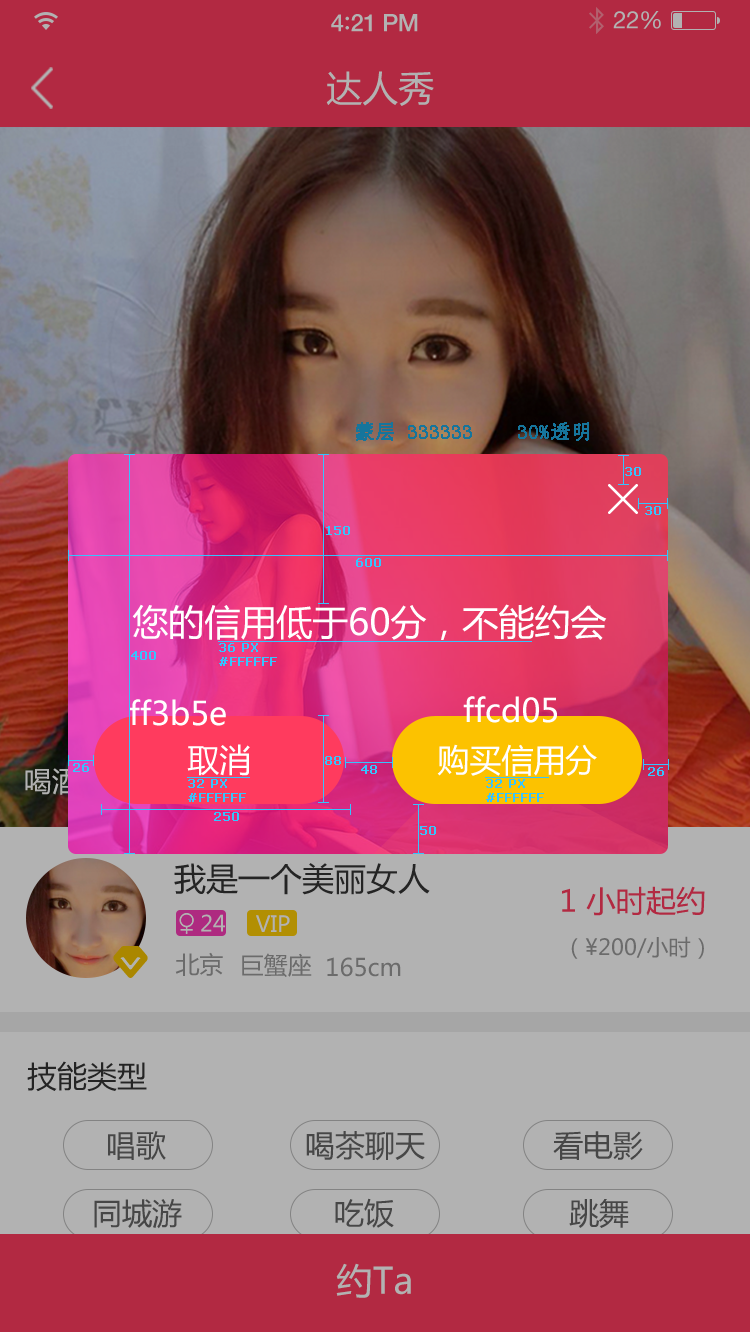 4:21 PM 22%
达人秀
蒙层 333333 30%透明
30
30
150
600
您的信用低于60分，不能约会
400
36 PX
#FFFFFF
ff3b5e ffcd05
取消 购买信用分
26 88 48 26
32 PX 32 PX
#FFFFFF #FFFFFF
250
50
喝酒
我是一个美丽女人
1 小时起约
24 VIP
（¥200/小时）
北京 巨蟹座 165cm
技能类型
唱歌 喝茶聊天 看电影
同城游 吃饭 跳舞
约Ta